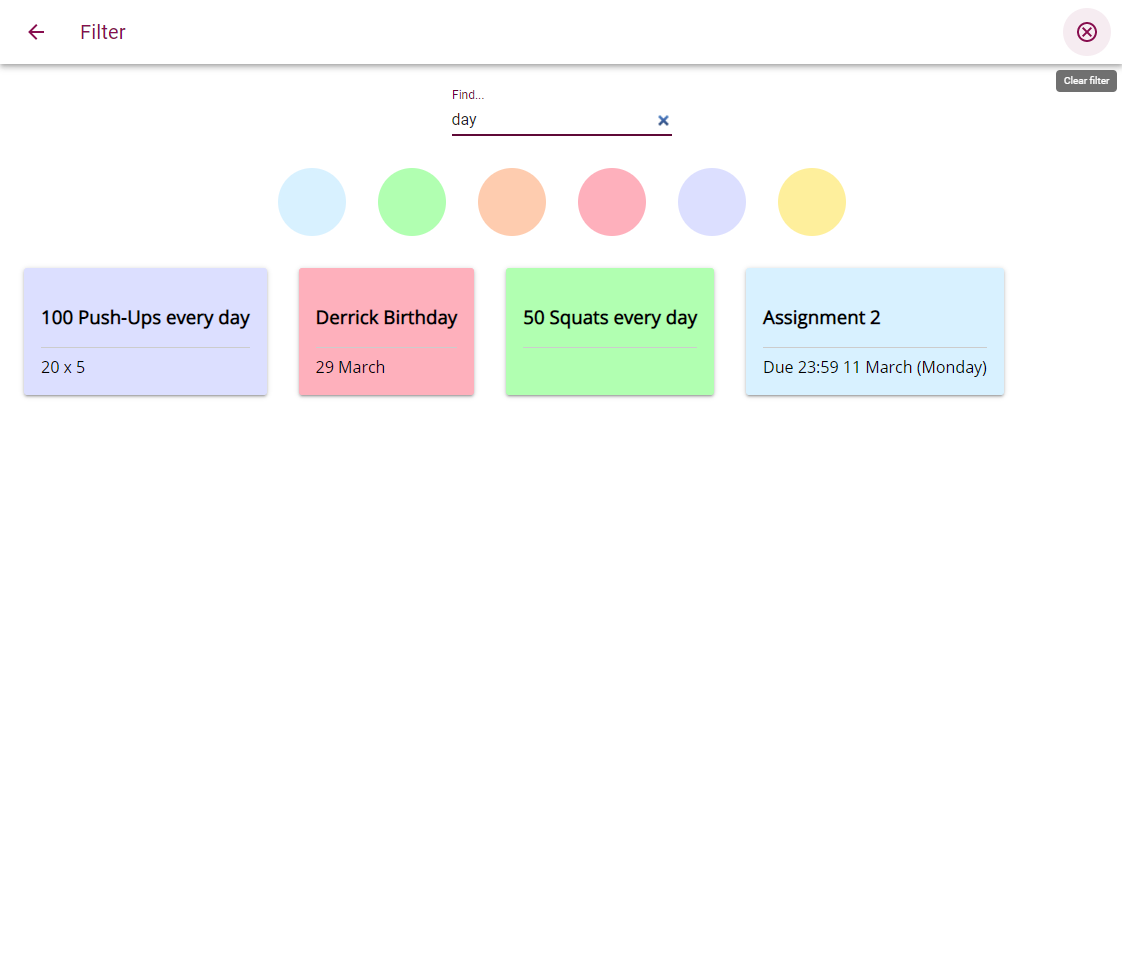 Filter
Clear filter
Find...
day
100 Push-Ups every day
20 x 5
Derrick Birthday
29 March
50 Squats every day
Assignment 2
Due 23:59 11 March (Monday)